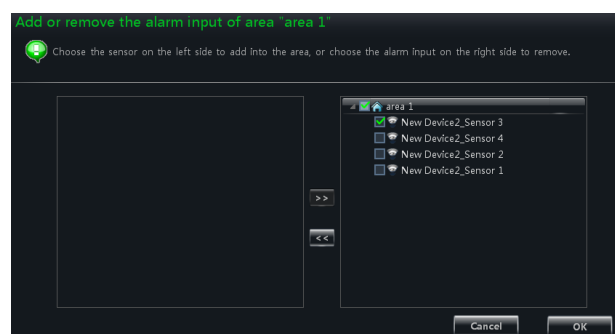 Add or remove the alarm input of area "area 1"
Choose the sensor on the left side to add into the area, or choose the alarm input on the right side to remove.
area 1
New Device2_Sensor 3
New Device2_Sensor 4
New Device2_Sensor 2
New Device2_Sensor 1
>>
<<
Cancel
OK